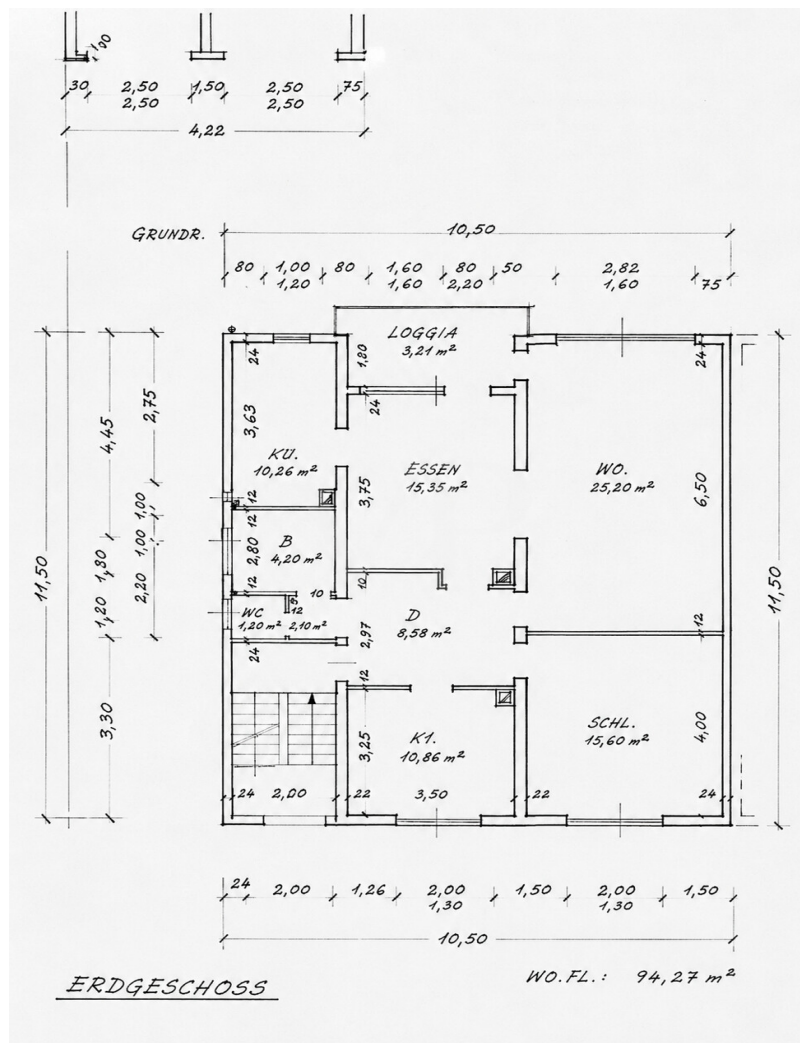 1,00
30 2,50 1,50 2,50 75
2,50 2,50
4,22
GRUNDR.
10,50
80 1,00 80 1,60 80 50 2,82
1,20 1,60 2,20 1,60 75
LOGGIA
3,21 m²
1,80
24
24
24
2,75
4,45
3,63
KÜ.
10,26 m²
ESSEN
15,35 m²
3,75
WO.
25,20 m²
6,50
12
12
1,00
1,00
1,80
11,50
B
4,20 m²
2,80
12
10
10
2,20
1,20
WC
1,20 m²
12
2,10 m²
D
8,58 m²
2,97
12
11,50
24
12
3,30
K1.
10,86 m²
3,25
SCHL.
15,60 m²
4,00
24 2,00 22 3,50 22 24
24
2,00 1,26 2,00 1,50 2,00 1,50
1,30 1,30
10,50
ERDGESCHOSS
WO.FL.: 94,27 m²